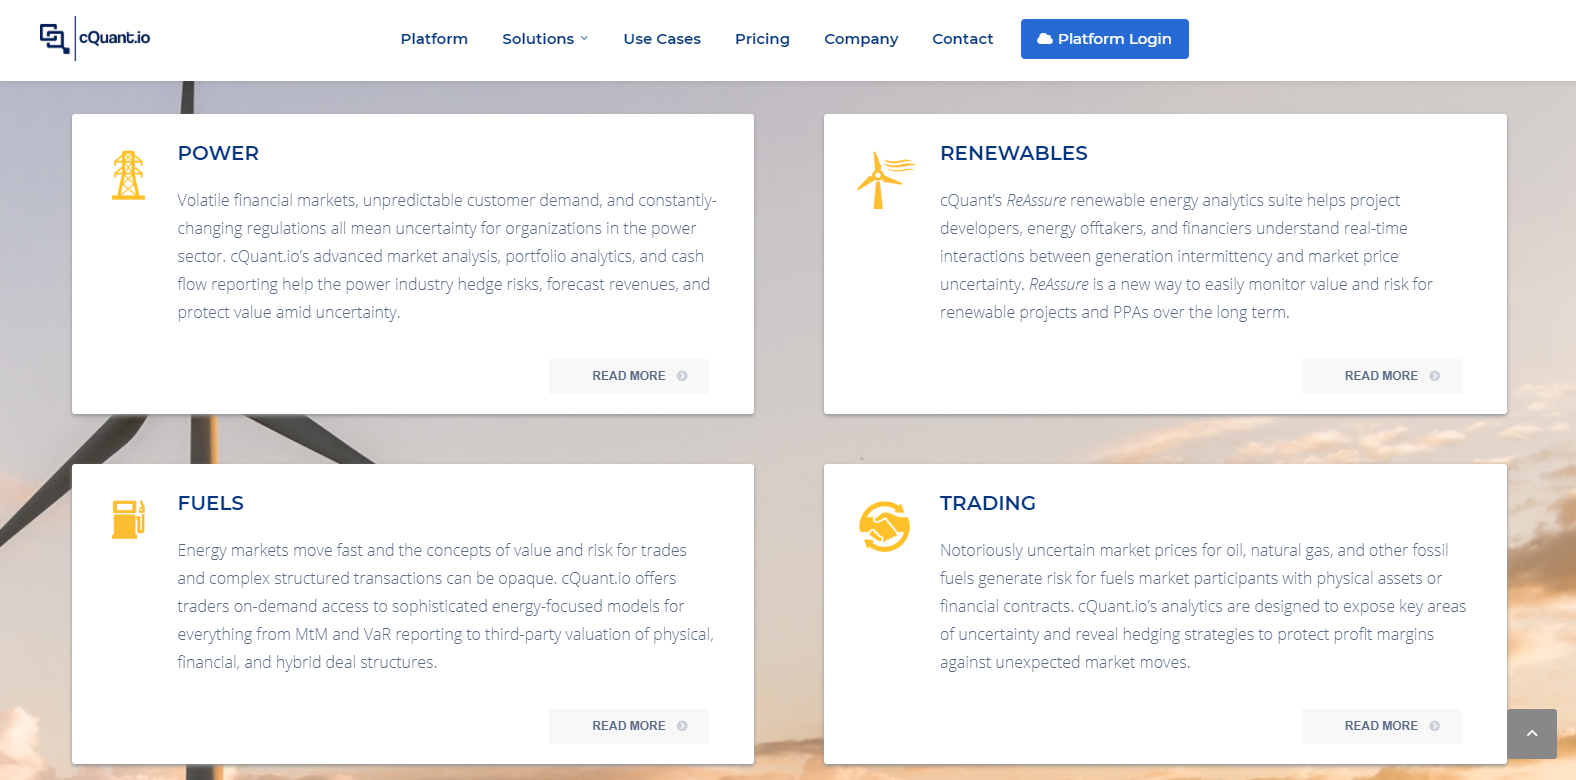 cQuant.io
Platform
Solutions
Use Cases
Pricing
Company
Contact
Platform Login
POWER
Volatile financial markets, unpredictable customer demand, and constantly-
changing regulations all mean uncertainty for organizations in the power
sector. cQuant.io’s advanced market analysis, portfolio analytics, and cash
flow reporting help the power industry hedge risks, forecast revenues, and
protect value amid uncertainty.
READ MORE
RENEWABLES
cQuant’s ReAssure renewable energy analytics suite helps project
developers, energy offtakers, and financiers understand real-time
interactions between generation intermittency and market price
uncertainty. ReAssure is a new way to easily monitor value and risk for
renewable projects and PPAs over the long term.
READ MORE
FUELS
Energy markets move fast and the concepts of value and risk for trades
and complex structured transactions can be opaque. cQuant.io offers
traders on-demand access to sophisticated energy-focused models for
everything from MtM and VaR reporting to third-party valuation of physical,
financial, and hybrid deal structures.
READ MORE
TRADING
Notoriously uncertain market prices for oil, natural gas, and other fossil
fuels generate risk for fuels market participants with physical assets or
financial contracts. cQuant.io’s analytics are designed to expose key areas
of uncertainty and reveal hedging strategies to protect profit margins
against unexpected market moves.
READ MORE